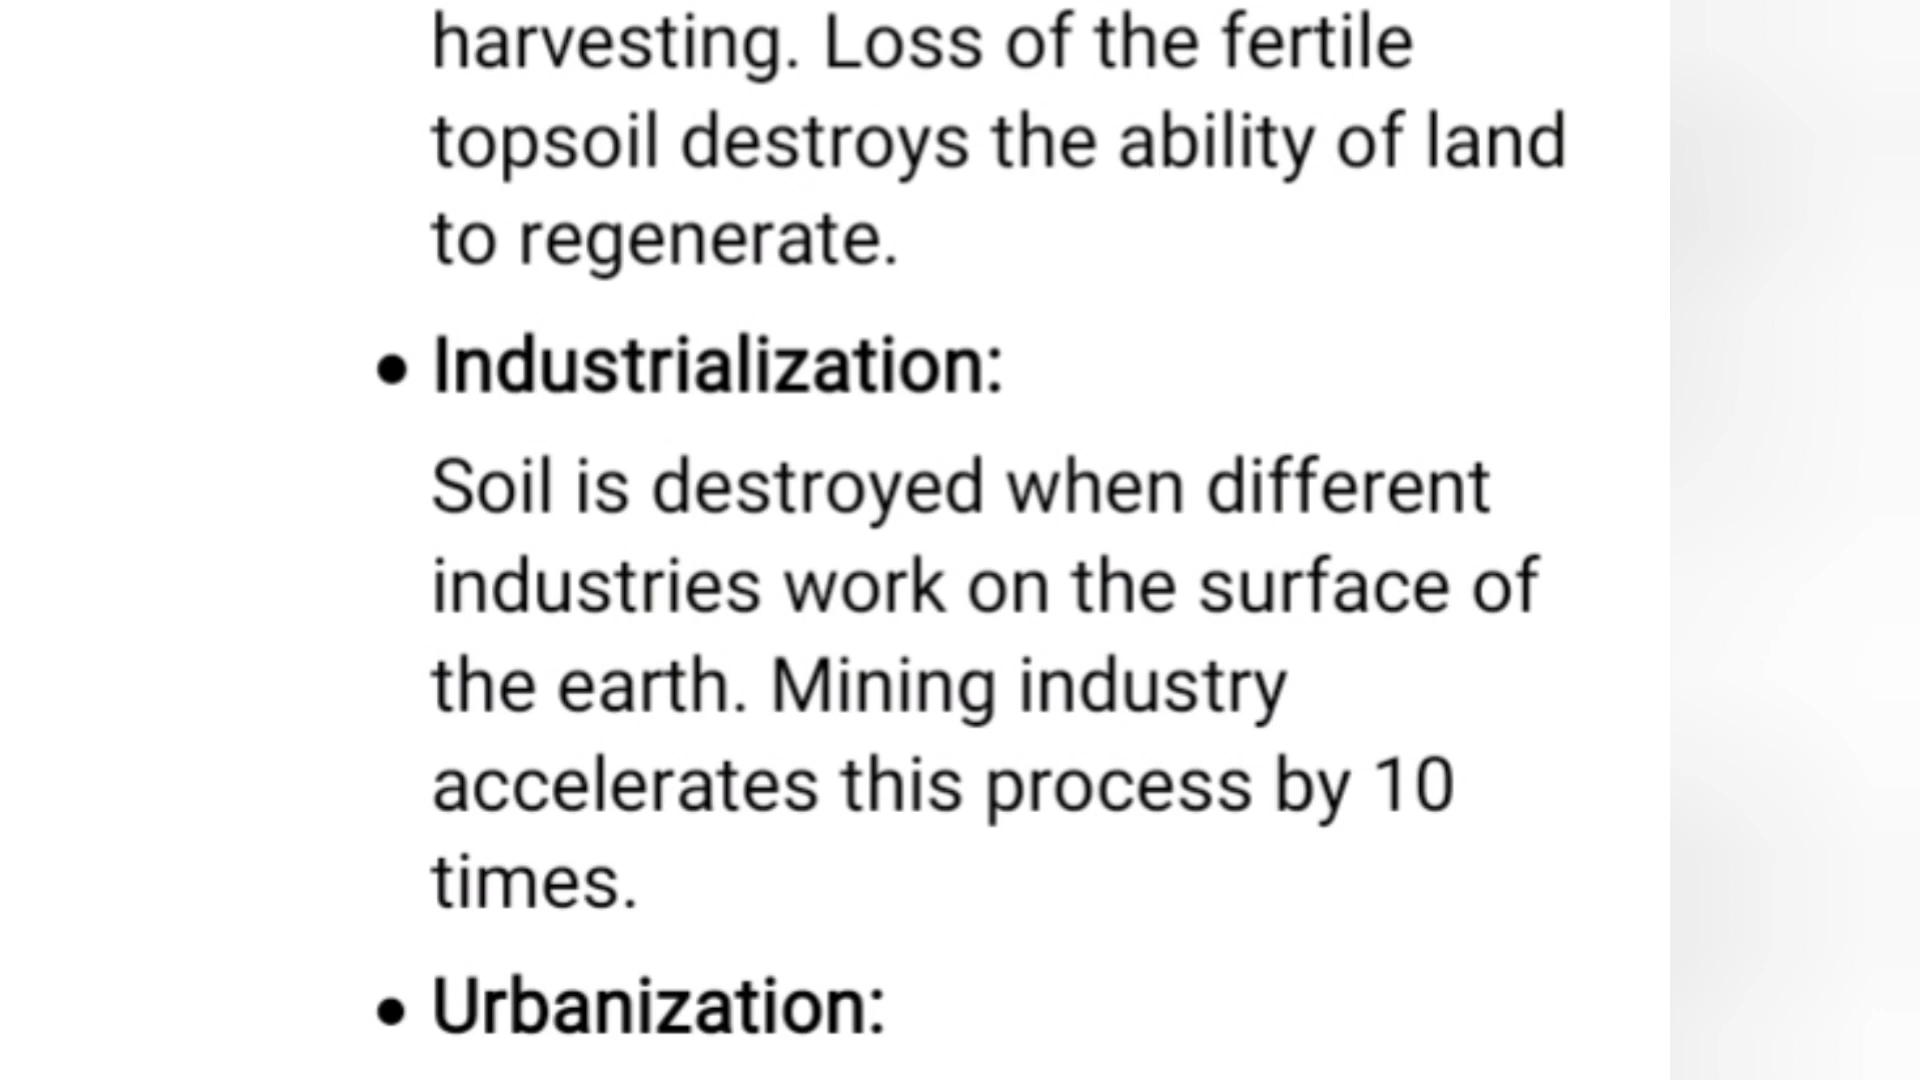 harvesting. Loss of the fertile
topsoil destroys the ability of land
to regenerate.
• Industrialization:
Soil is destroyed when different
industries work on the surface of
the earth. Mining industry
accelerates this process by 10
times.
• Urbanization: